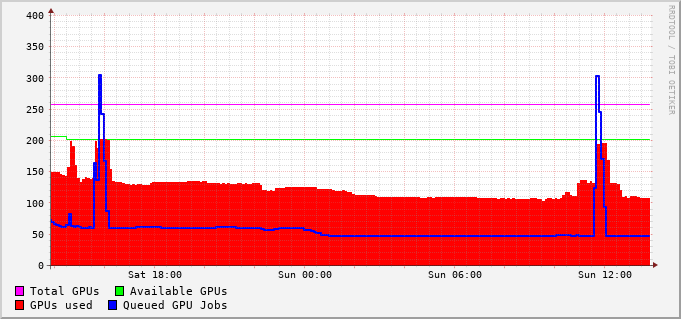 400
350
300
250
200
150
100
50
0
Sat 18:00 Sun 00:00 Sun 06:00 Sun 12:00
Total GPUs Available GPUs
GPUs used Queued GPU Jobs
RRDTOOL / TOBI OETIKER